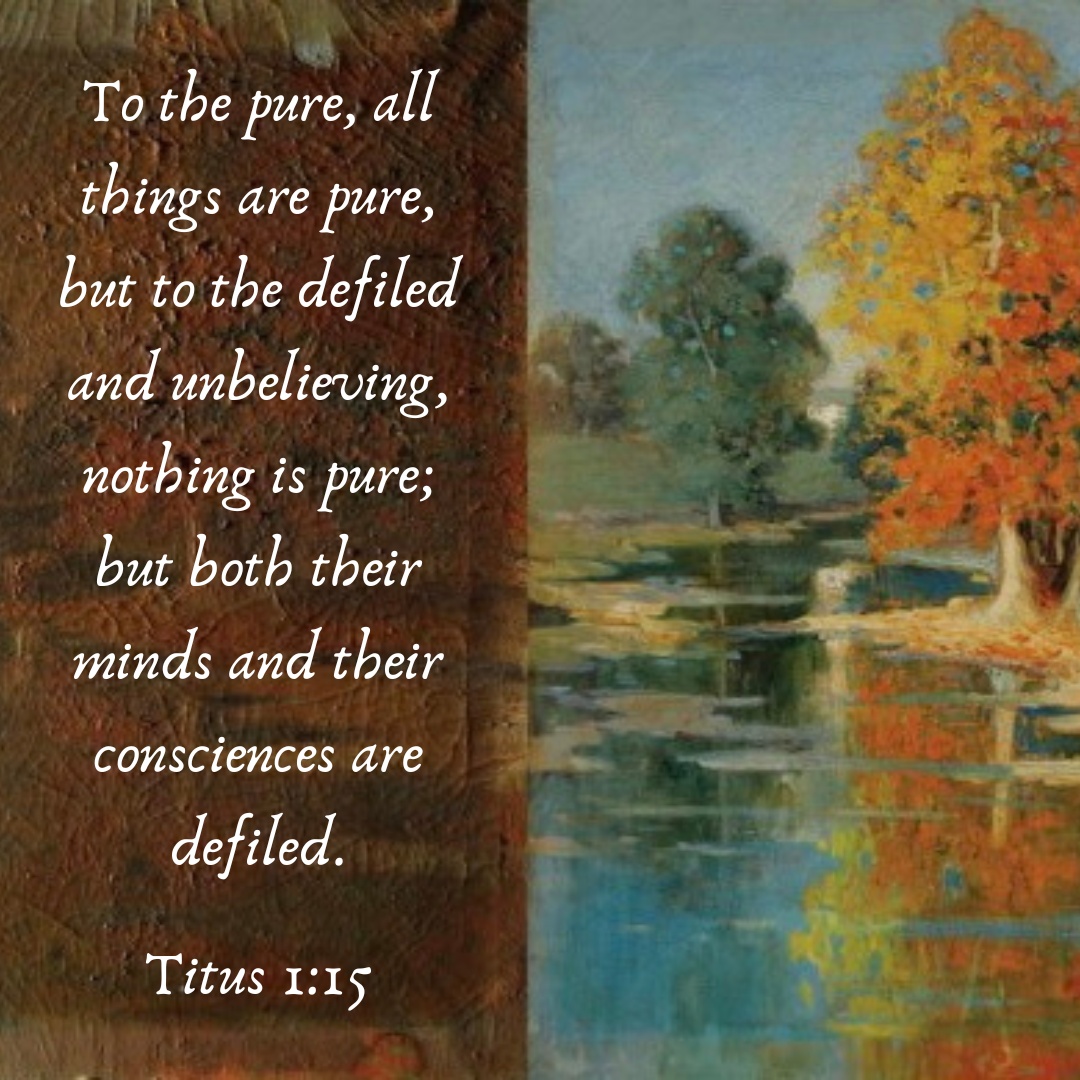 To the pure, all
things are pure,
but to the defiled
and unbelieving,
nothing is pure;
but both their
minds and their
consciences are
defiled.
Titus 1:15